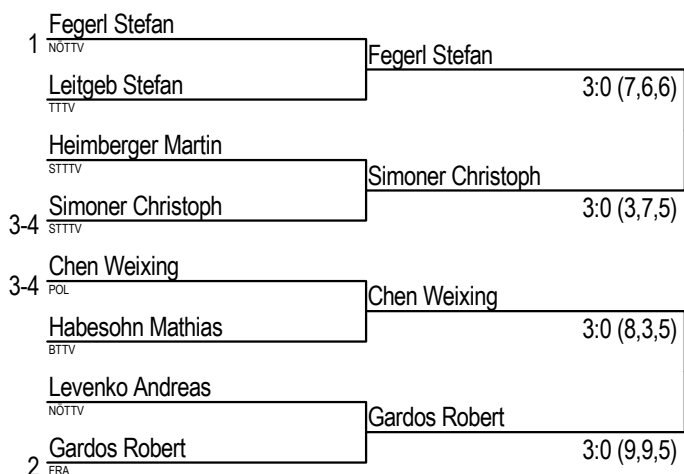 Fegerl Stefan
1 NÖTTV
Fegerl Stefan
Leitgeb Stefan
3:0 (7,6,6)
TTTV
Heimberger Martin
STTTV
Simoner Christoph
Simoner Christoph
3:0 (3,7,5)
3-4 STTTV
Chen Weixing
3-4 POL
Chen Weixing
Habesohn Mathias
3:0 (8,3,5)
BTTV
Levenko Andreas
NÖTTV
Gardos Robert
Gardos Robert
3:0 (9,9,5)
2 FRA